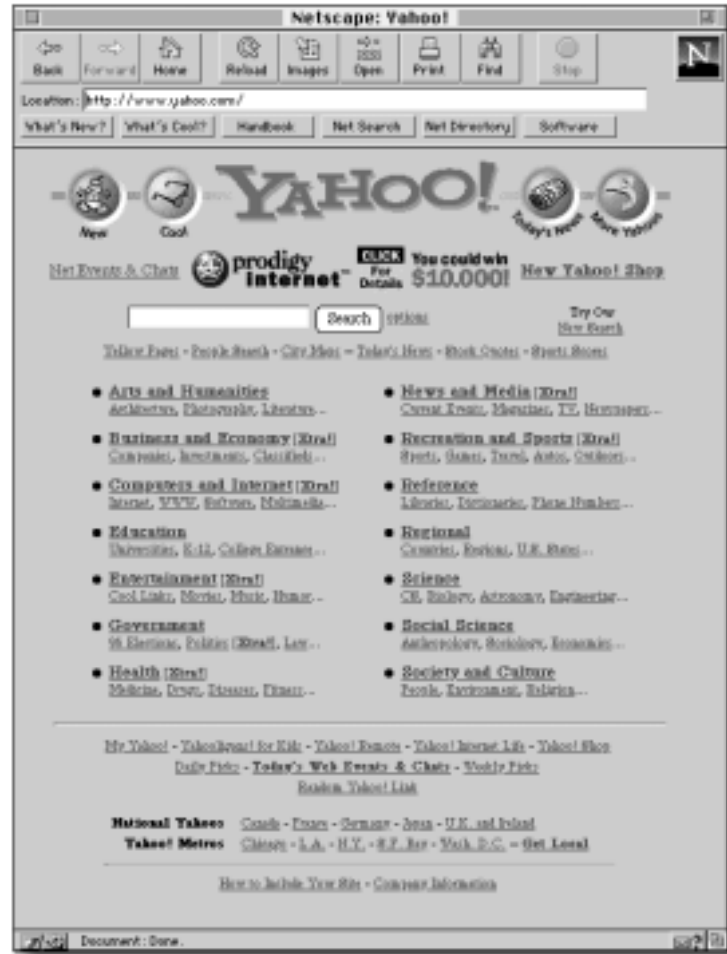 Netscape: Yahoo!
Back Forward Home Reload Images Open Print Find Stop
N
Location: http://www.yahoo.com/
What's New? What's Cool? Handbook Net Search Net Directory Software
New Cool YAHOO! Today's News More Yahoos
Net Events & Chats prodigy Internet CLICK For Details You could win $10,000! New Yahoo! Shop
Search options Try Our New Search
Yellow Pages - People Search - City Maps - Today's News - Stock Quotes - Sports Scores
Arts and Humanities
Architecture, Photography, Literature...
Business and Economy [Xtra!]
Companies, Investments, Classifieds...
Computers and Internet [Xtra!]
Internet, WWW, Software, Multimedia...
Education
Universities, K-12, College Entrance...
Entertainment [Xtra!]
Cool Links, Movies, Music, Humor...
Government
96 Elections, Politics [Xtra!], Law...
Health [Xtra!]
Medicine, Drugs, Diseases, Fitness...
News and Media [Xtra!]
Current Events, Magazines, TV, Newspapers...
Recreation and Sports [Xtra!]
Sports, Games, Travel, Autos, Outdoors...
Reference
Libraries, Dictionaries, Phone Numbers...
Regional
Countries, Regions, U.S. States...
Science
CS, Biology, Astronomy, Engineering...
Social Science
Anthropology, Sociology, Economics...
Society and Culture
People, Environment, Religion...
My Yahoo! - Yahooligans! for Kids - Yahoo! Remote - Yahoo! Internet Life - Yahoo! Shop
Daily Picks - Today's Web Events & Chats - Weekly Picks
Random Yahoo! Link
National Yahoos Canada - France - Germany - Japan - U.K. and Ireland
Yahoo! Metros Chicago - L.A. - N.Y. - S.F. Bay - Wash. D.C. - Get Local
How to Include Your Site - Company Information
Document: Done.